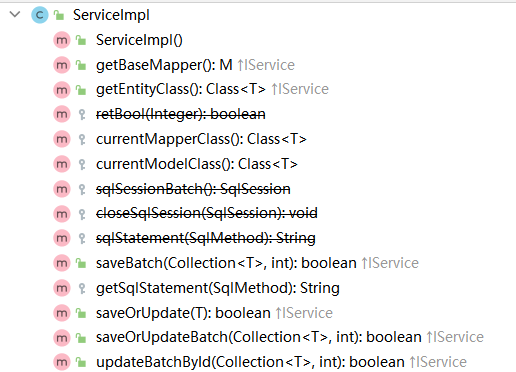 C ServiceImpl
m ServiceImpl()
m getBaseMapper(): M ↑IService
m getEntityClass(): Class<T> ↑IService
m retBool(Integer): boolean
m currentMapperClass(): Class<T>
m currentModelClass(): Class<T>
m sqlSessionBatch(): SqlSession
m closeSqlSession(SqlSession): void
m sqlStatement(SqlMethod): String
m saveBatch(Collection<T>, int): boolean ↑IService
m getSqlStatement(SqlMethod): String
m saveOrUpdate(T): boolean ↑IService
m saveOrUpdateBatch(Collection<T>, int): boolean ↑IService
m updateBatchById(Collection<T>, int): boolean ↑IService